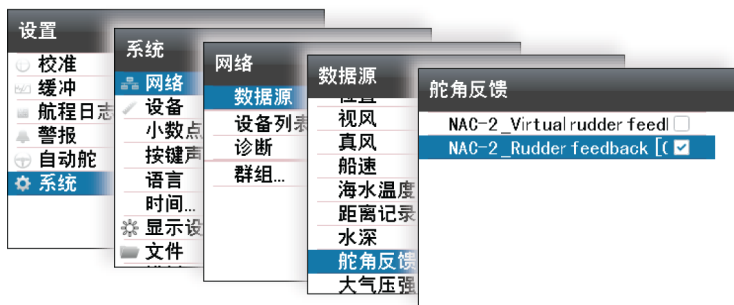 设置
校准
缓冲
航程日志
警报
自动舵
系统
系统
网络
设备
小数点
按键声
语言
时间...
显示设
文件
网络
数据源
设备列表
诊断
群组...
数据源
视风
真风
船速
海水温度
距离记录
水深
舵角反馈
大气压强
舵角反馈
NAC-2_Virtual rudder feedl
NAC-2_Rudder feedback [(